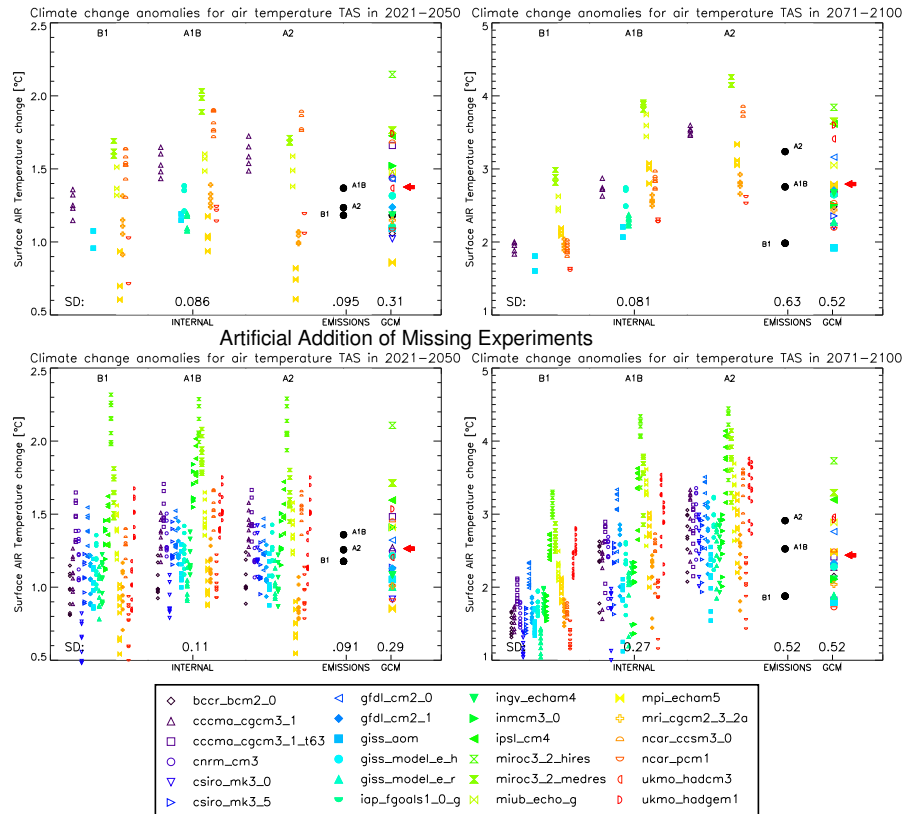 Climate change anomalies for air temperature TAS in 2021-2050
Surface AIR Temperature change [°C]
2.5
2.0
1.5
1.0
0.5
B1 A1B A2
A1B
A2
B1
SD: 0.086 .095 0.31
INTERNAL EMISSIONS GCM
Climate change anomalies for air temperature TAS in 2071-2100
Surface AIR Temperature change [°C]
5
4
3
2
1
B1 A1B A2
A2
A1B
B1
SD: 0.081 0.63 0.52
INTERNAL EMISSIONS GCM
Artificial Addition of Missing Experiments
Climate change anomalies for air temperature TAS in 2021-2050
Surface AIR Temperature change [°C]
2.5
2.0
1.5
1.0
0.5
B1 A1B A2
A1B
A2
B1
SD: 0.11 .091 0.29
INTERNAL EMISSIONS GCM
Climate change anomalies for air temperature TAS in 2071-2100
Surface AIR Temperature change [°C]
5
4
3
2
1
B1 A1B A2
A2
A1B
B1
SD: 0.27 0.52 0.52
INTERNAL EMISSIONS GCM
bccr_bcm2_0
cccma_cgcm3_1
cccma_cgcm3_1_t63
cnrm_cm3
csiro_mk3_0
csiro_mk3_5
gfdl_cm2_0
gfdl_cm2_1
giss_aom
giss_model_e_h
giss_model_e_r
iap_fgoals1_0_g
ingv_echam4
inmcm3_0
ipsl_cm4
miroc3_2_hires
miroc3_2_medres
miub_echo_g
mpi_echam5
mri_cgcm2_3_2a
ncar_ccsm3_0
ncar_pcm1
ukmo_hadcm3
ukmo_hadgem1